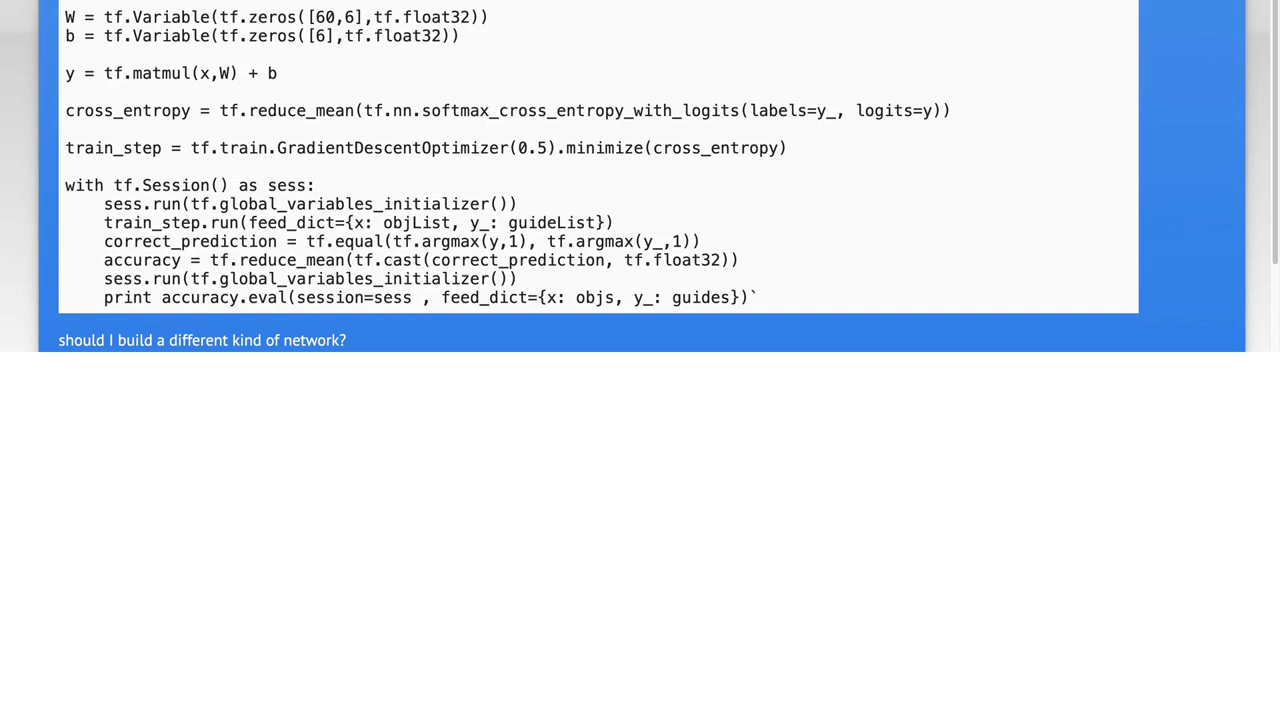 W = tf.Variable(tf.zeros([60,6],tf.float32))
b = tf.Variable(tf.zeros([6],tf.float32))
y = tf.matmul(x,W) + b
cross_entropy = tf.reduce_mean(tf.nn.softmax_cross_entropy_with_logits(labels=y_, logits=y))
train_step = tf.train.GradientDescentOptimizer(0.5).minimize(cross_entropy)
with tf.Session() as sess:
    sess.run(tf.global_variables_initializer())
    train_step.run(feed_dict={x: objList, y_: guideList})
    correct_prediction = tf.equal(tf.argmax(y,1), tf.argmax(y_,1))
    accuracy = tf.reduce_mean(tf.cast(correct_prediction, tf.float32))
    sess.run(tf.global_variables_initializer())
    print accuracy.eval(session=sess , feed_dict={x: objs, y_: guides})`
should I build a different kind of network?